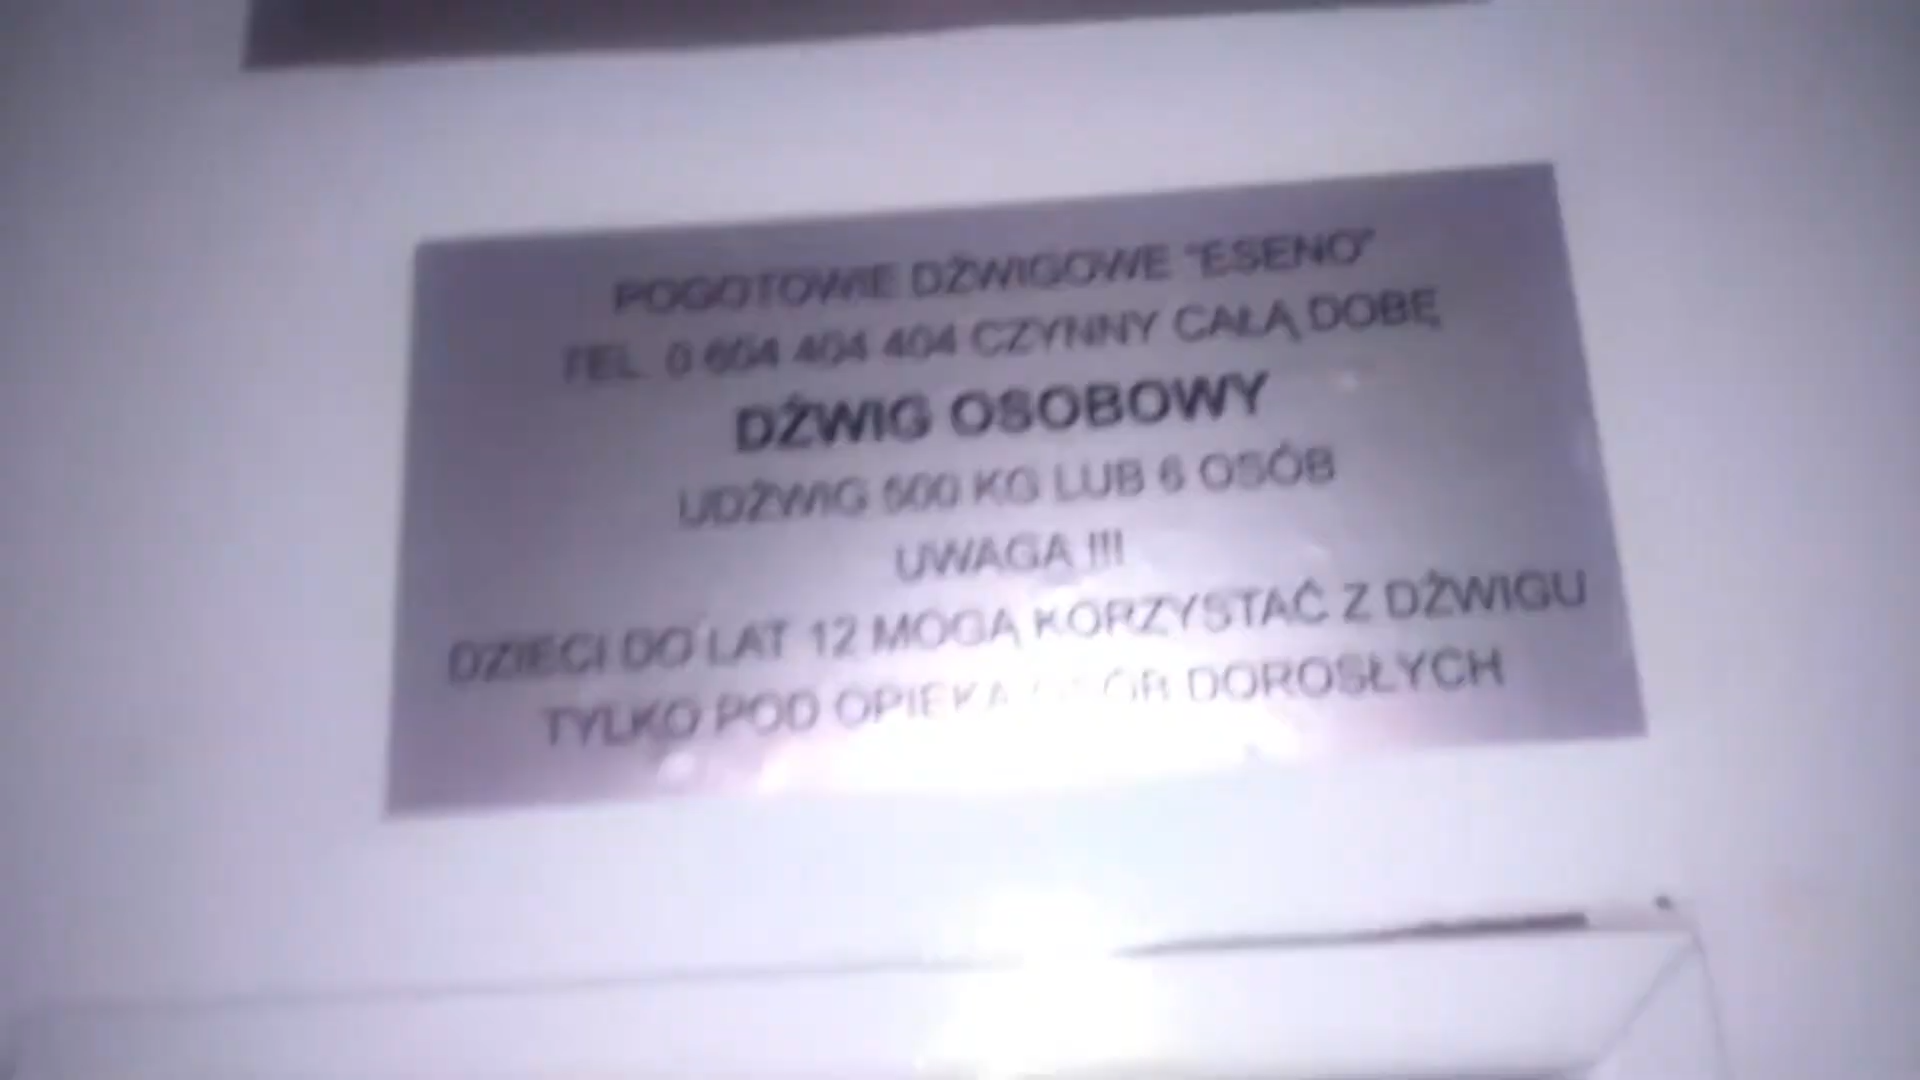 POGOTOWIE DŹWIGOWE "ESENO"
TEL. 0 604 404 404 CZYNNY CAŁĄ DOBĘ
DŹWIG OSOBOWY
UDŹWIG 500 KG LUB 6 OSÓB
UWAGA !!!
DZIECI DO LAT 12 MOGĄ KORZYSTAĆ Z DŹWIGU
TYLKO POD OPIEKĄ DOROSŁYCH